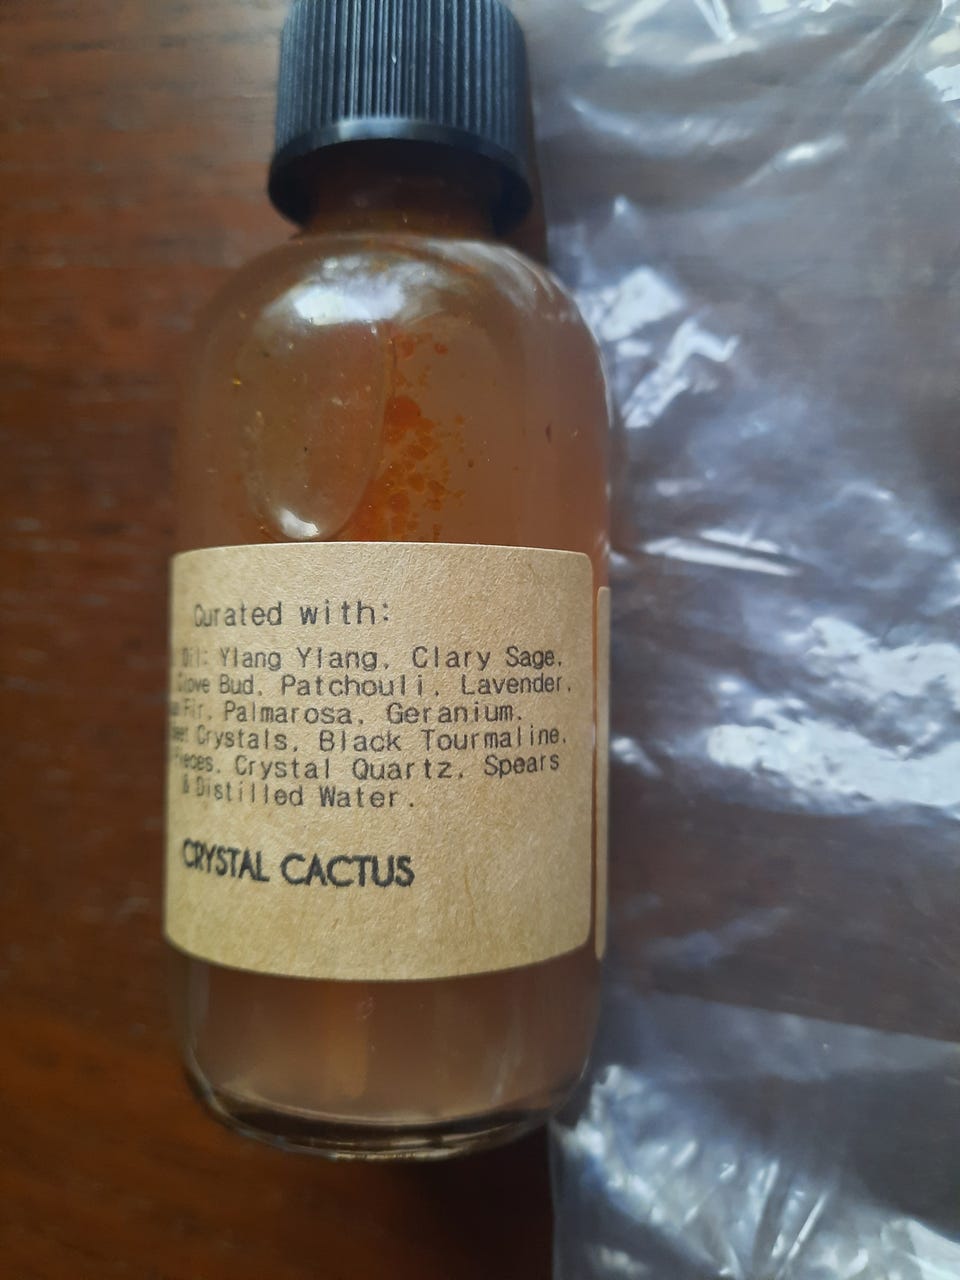 Curated with:
Oil: Ylang Ylang, Clary Sage,
Clove Bud, Patchouli, Lavender,
Fir, Palmarosa, Geranium,
Crystals, Black Tourmaline,
Pieces, Crystal Quartz, Spears
& Distilled Water.
CRYSTAL CACTUS